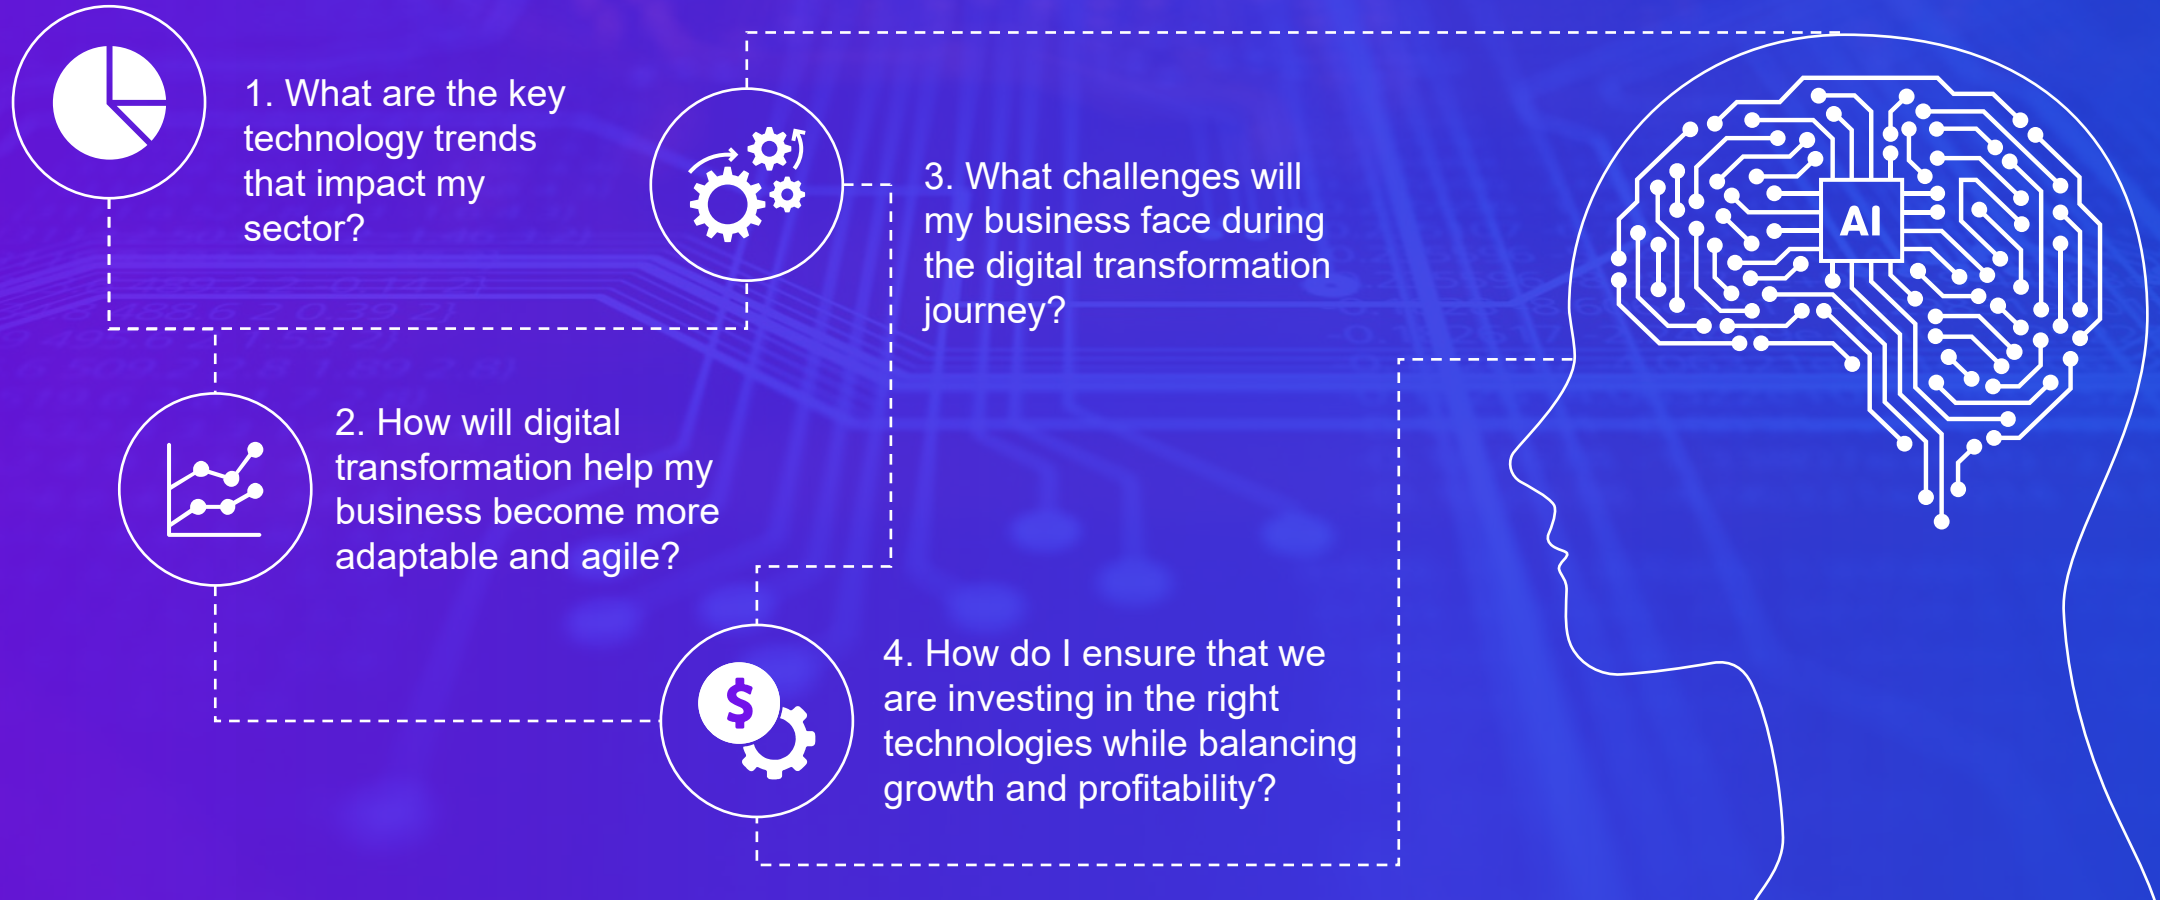 1. What are the key
technology trends
that impact my
sector?
2. How will digital
transformation help my
business become more
adaptable and agile?
3. What challenges will
my business face during
the digital transformation
journey?
4. How do I ensure that we
are investing in the right
technologies while balancing
growth and profitability?
$
AI